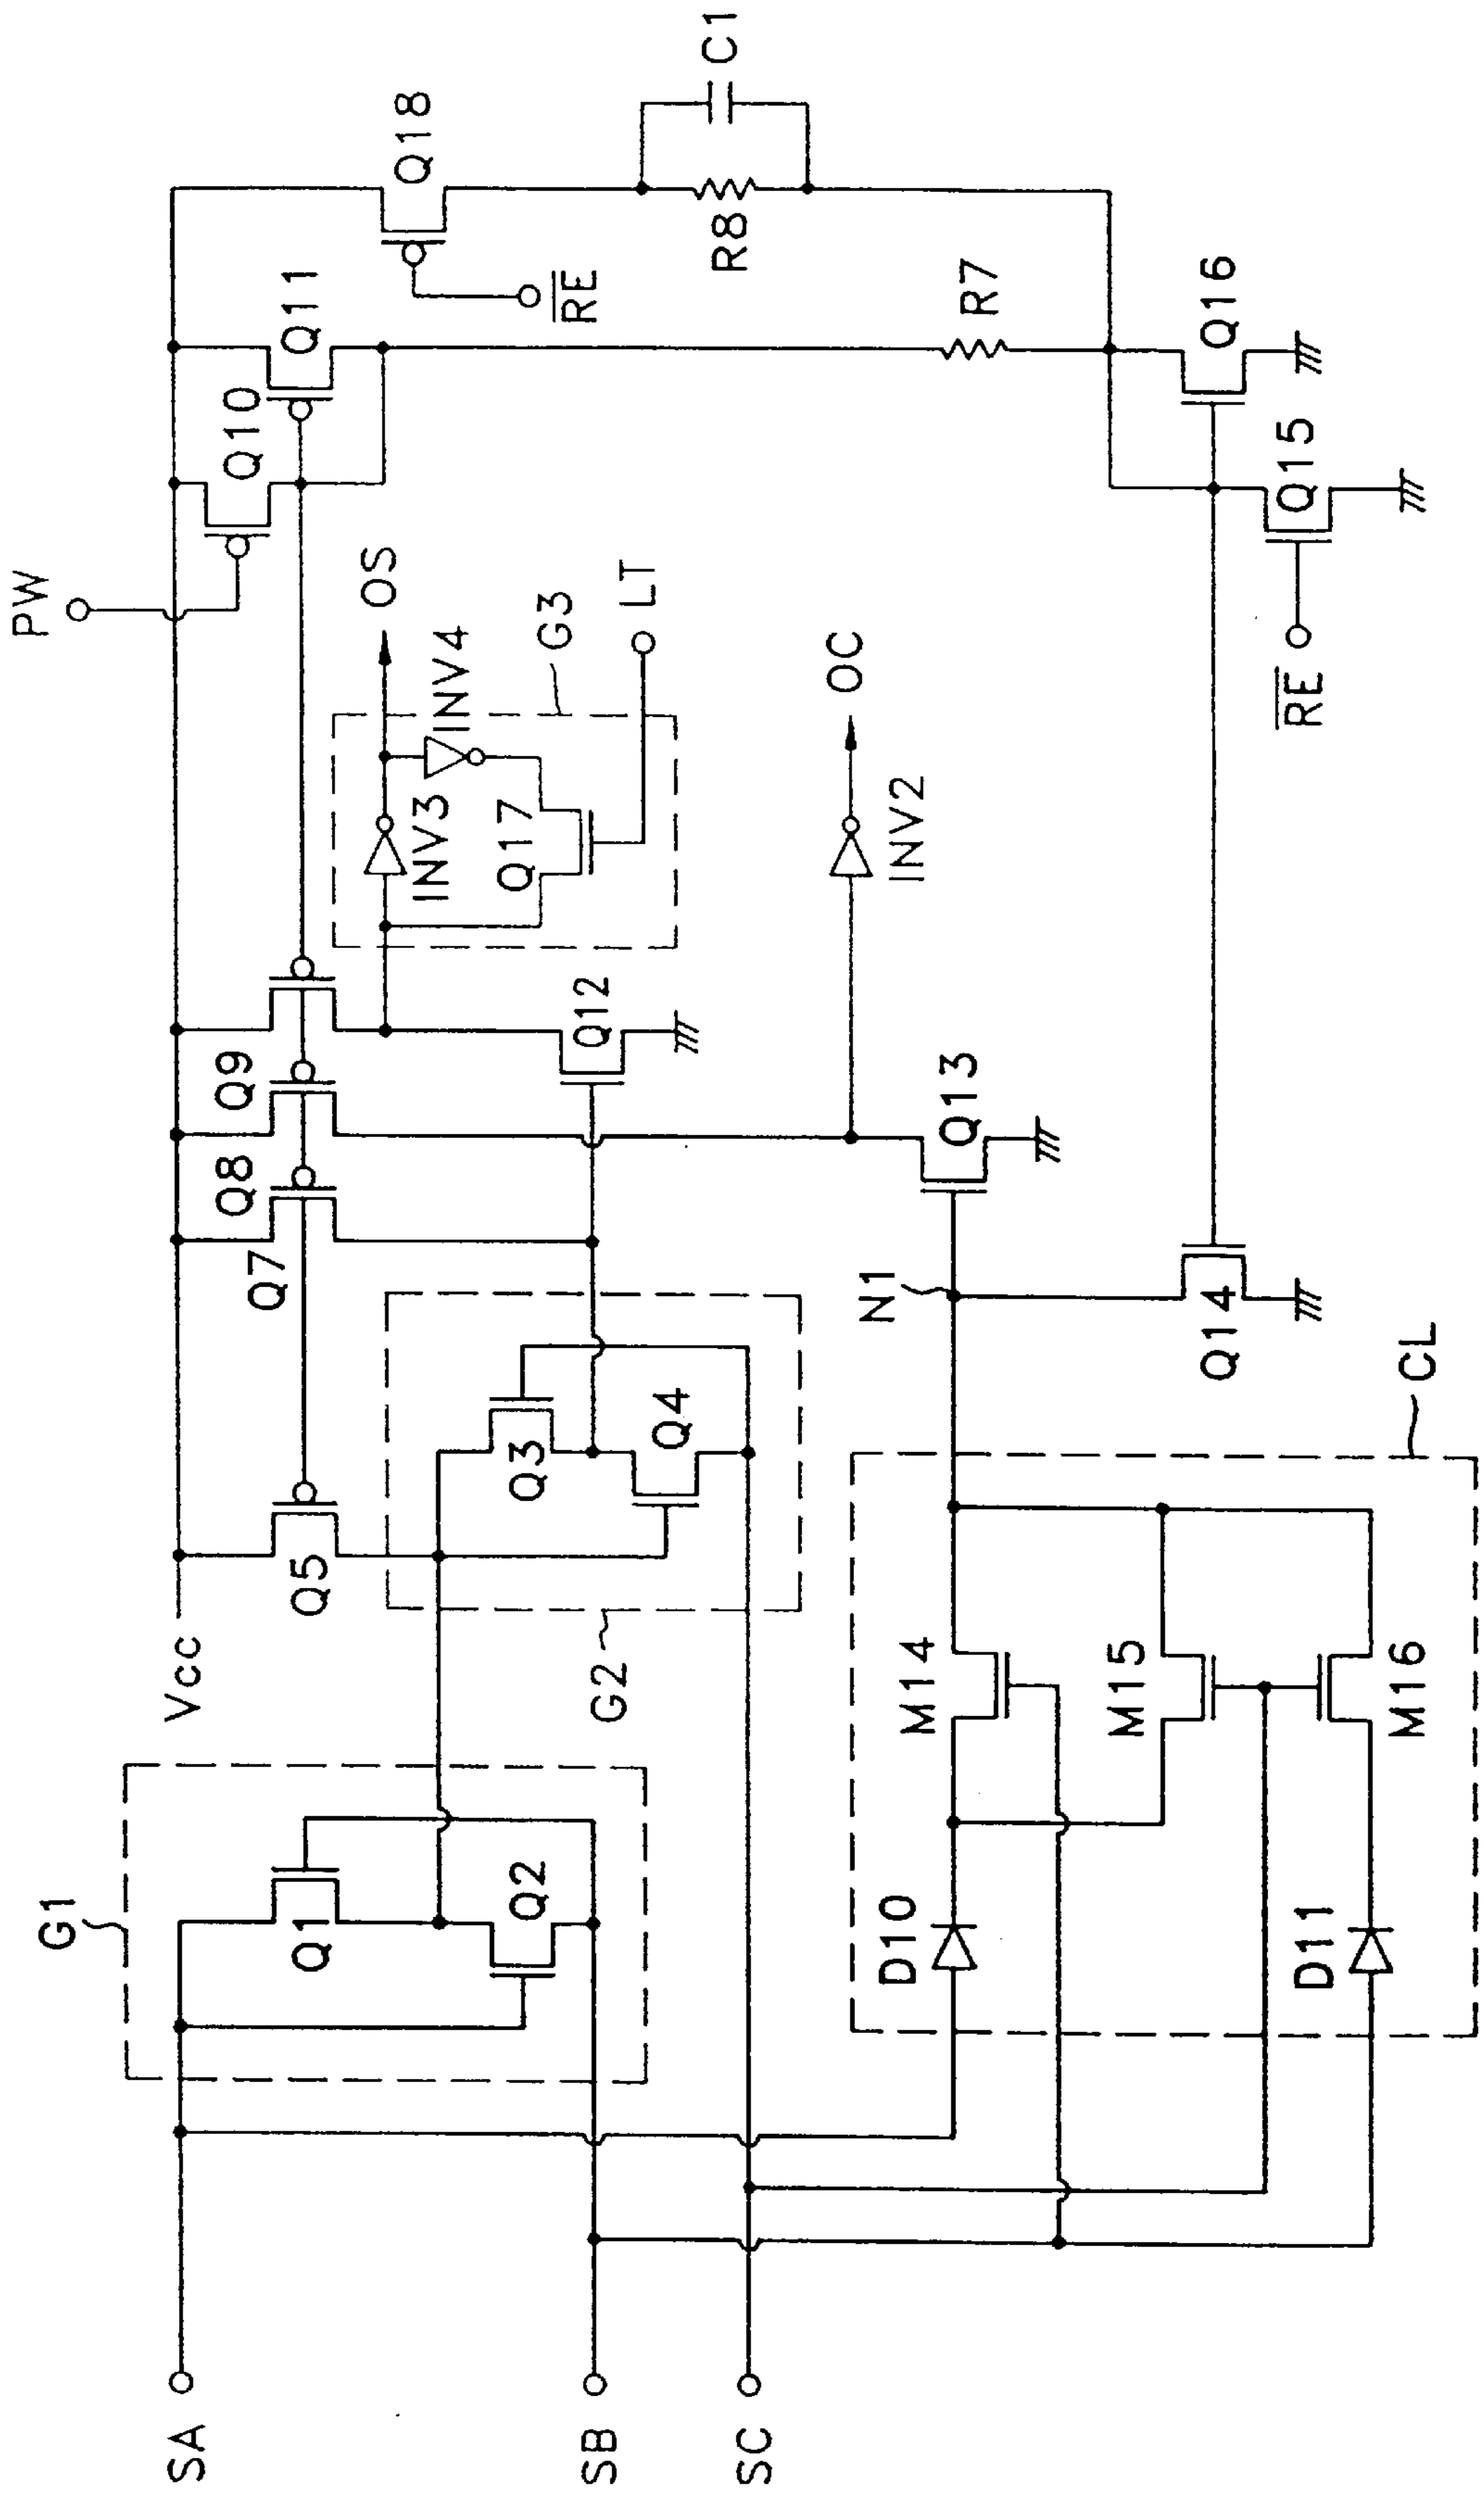 PW
Vcc
Q10
Q11
Q18
C1
R8
RE
R7
Q16
Q15
RE
OS
INV4
G3
LT
INV3
Q17
OC
INV2
Q9
Q8
Q7
Q5
Q12
Q13
N1
Q14
G1
Q1
Q2
G2
Q3
Q4
CL
M14
M15
M16
D10
D11
SA
SB
SC